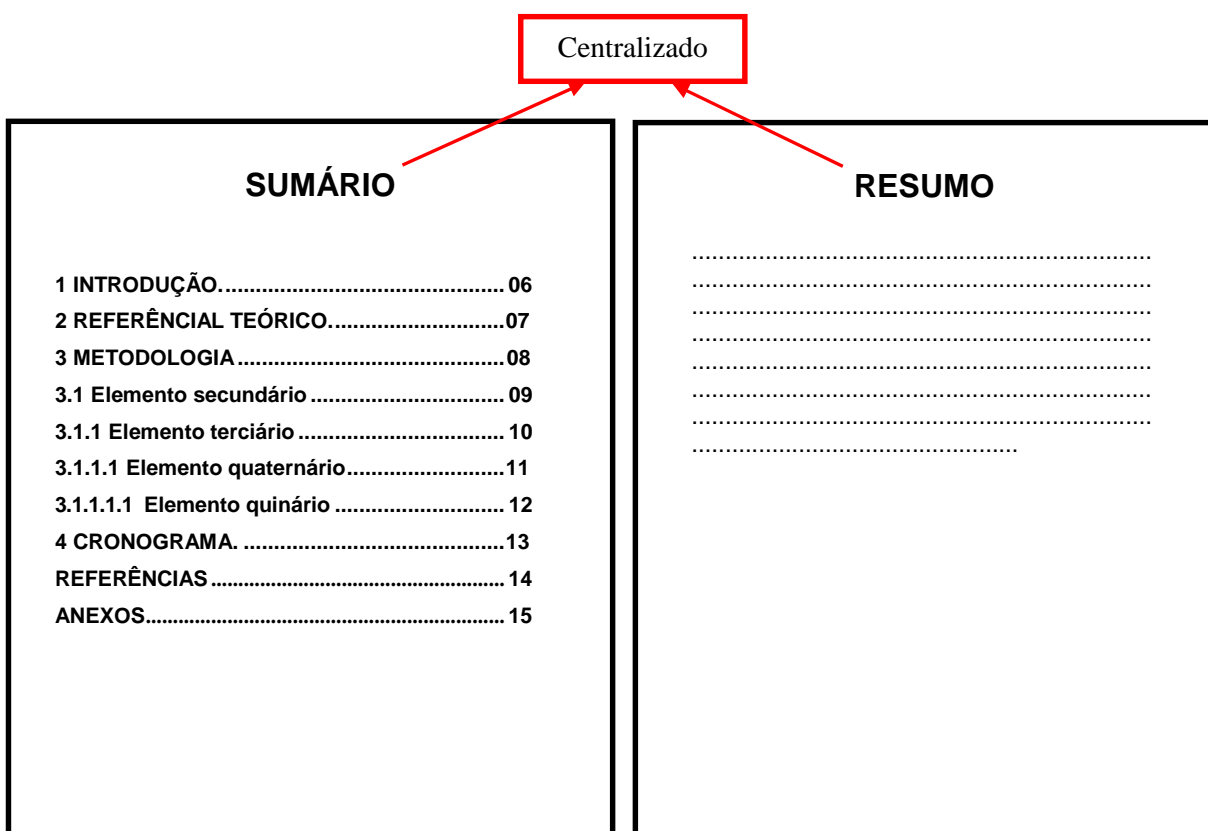 Centralizado
SUMÁRIO
1 INTRODUÇÃO................................................ 06
2 REFERÊNCIAL TEÓRICO.............................07
3 METODOLOGIA............................................08
3.1 Elemento secundário................................ 09
3.1.1 Elemento terciário.................................. 10
3.1.1.1 Elemento quaternário..........................11
3.1.1.1.1  Elemento quinário............................ 12
4 CRONOGRAMA. ...........................................13
REFERÊNCIAS...................................................... 14
ANEXOS.................................................................. 15
RESUMO
......................................................................
......................................................................
......................................................................
......................................................................
......................................................................
......................................................................
......................................................................
.................................................